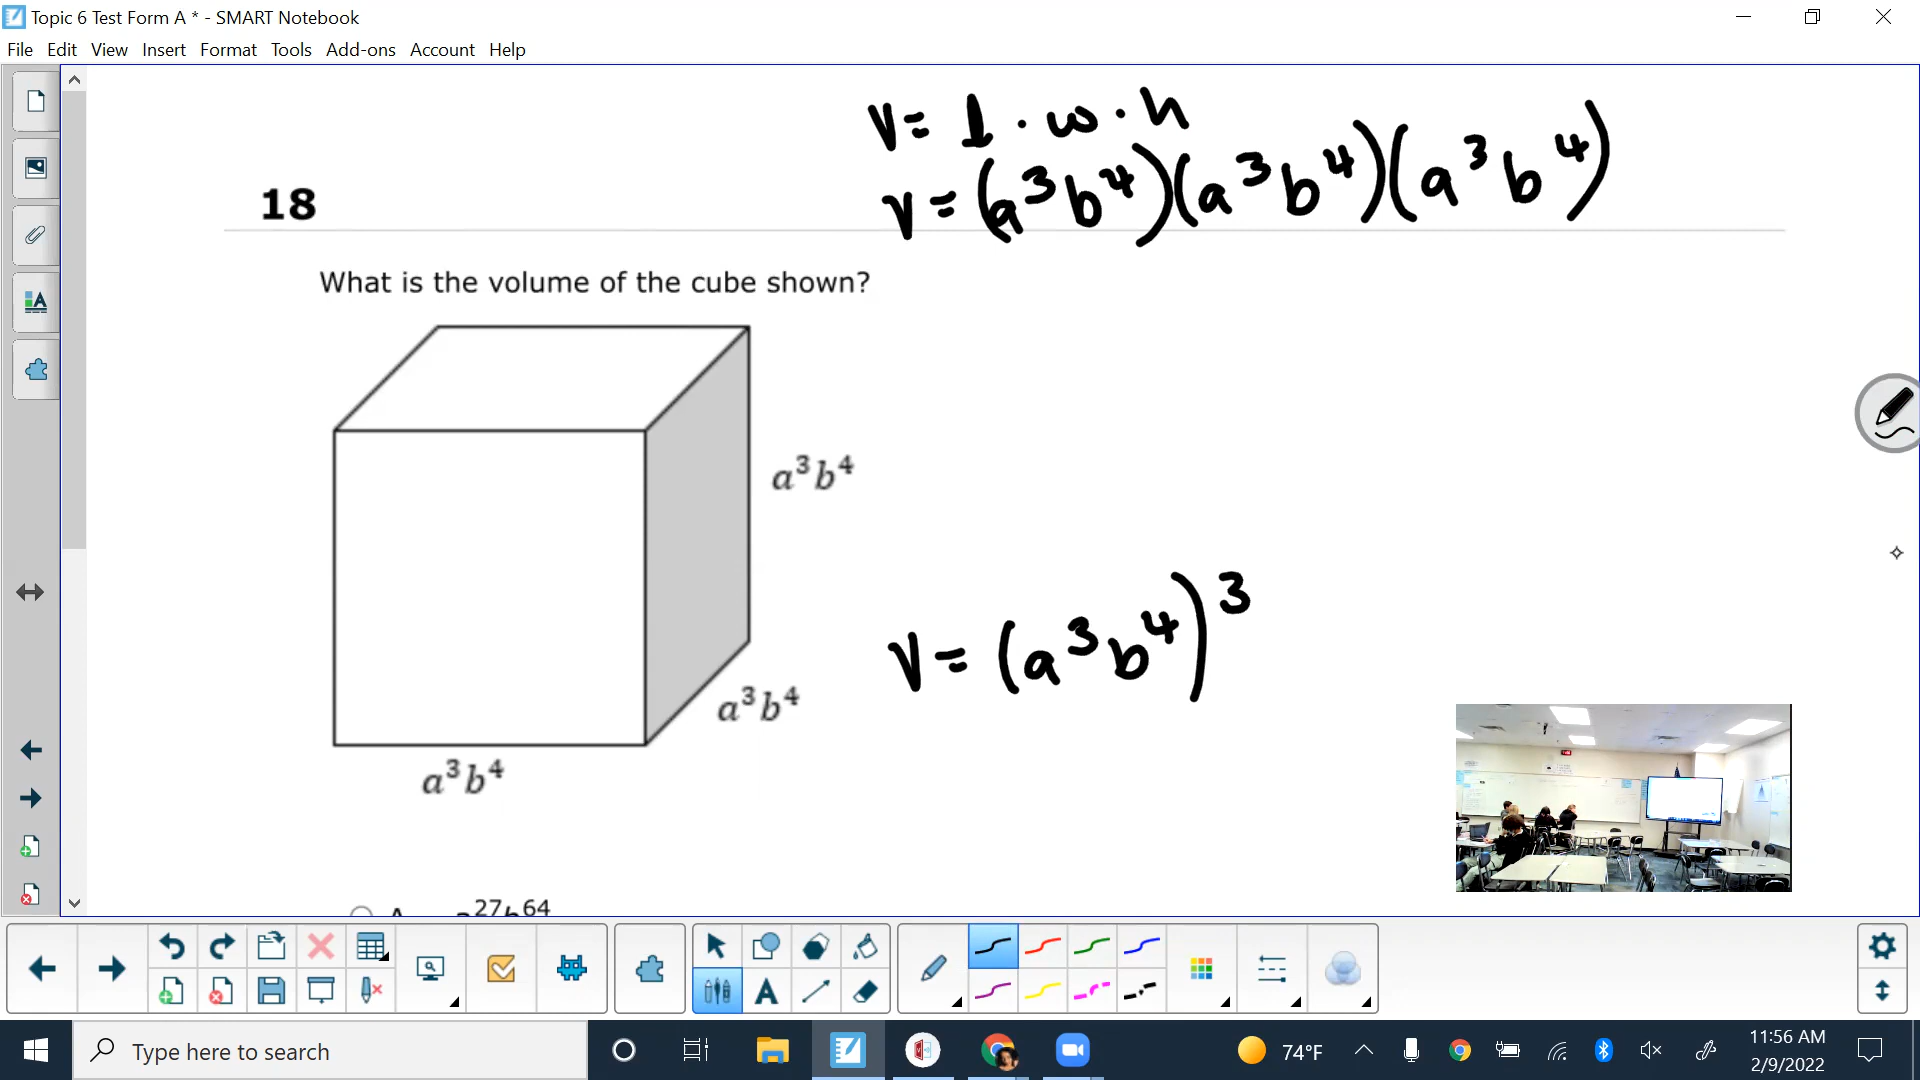 Topic 6 Test Form A * - SMART Notebook
File Edit View Insert Format Tools Add-ons Account Help
V = l · w · h
V = (a³b⁴)(a³b⁴)(a³b⁴)
18
What is the volume of the cube shown?
a³b⁴
V = (a³b⁴)³
a³b⁴
a³b⁴
A a²⁷b⁶⁴
Type here to search
74°F
11:56 AM
2/9/2022